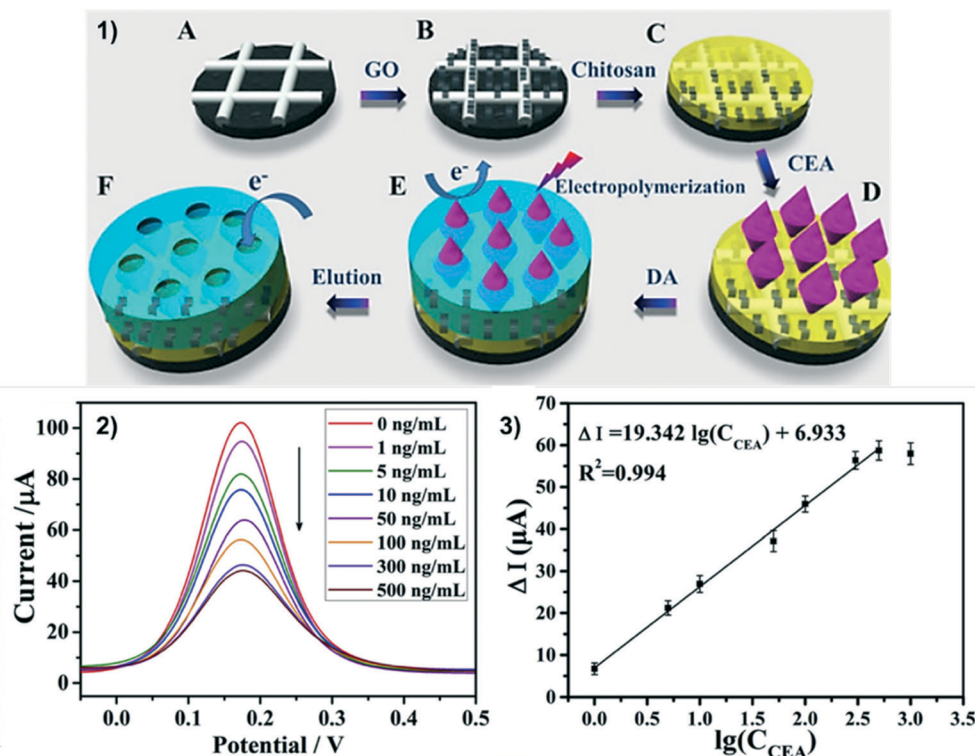 1)
A
B
C
GO
Chitosan
CEA
F
e-
E
e-
Electropolymerization
D
Elution
DA
2)
Current /µA
100
80
60
40
20
0
0.0 0.1 0.2 0.3 0.4 0.5
Potential / V
0 ng/mL
1 ng/mL
5 ng/mL
10 ng/mL
50 ng/mL
100 ng/mL
300 ng/mL
500 ng/mL
3)
Δ I =19.342 lg(C_CEA) + 6.933
R²=0.994
Δ I (µA)
70
60
50
40
30
20
10
0
0.0 0.5 1.0 1.5 2.0 2.5 3.0 3.5
lg(C_CEA)